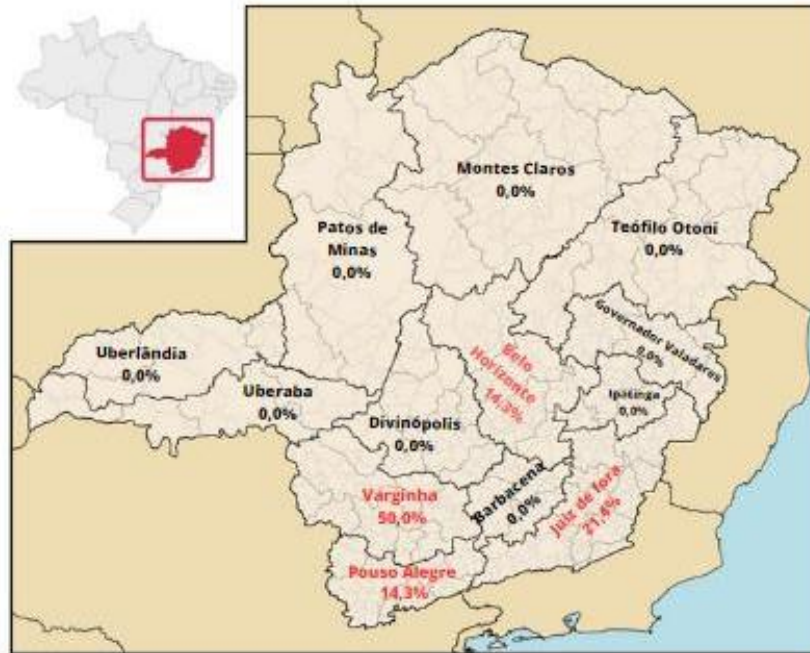 Montes Claros
0,0%
Patos de
Minas
0,0%
Teófilo Otoni
0,0%
Governador Valadares
0,0%
Uberlândia
0,0%
Belo
Horizonte
14,3%
Uberaba
0,0%
Ipatinga
0,0%
Divinópolis
0,0%
Barbacena
0,0%
Juiz de fora
21,4%
Varginha
50,0%
Pouso Alegre
14,3%